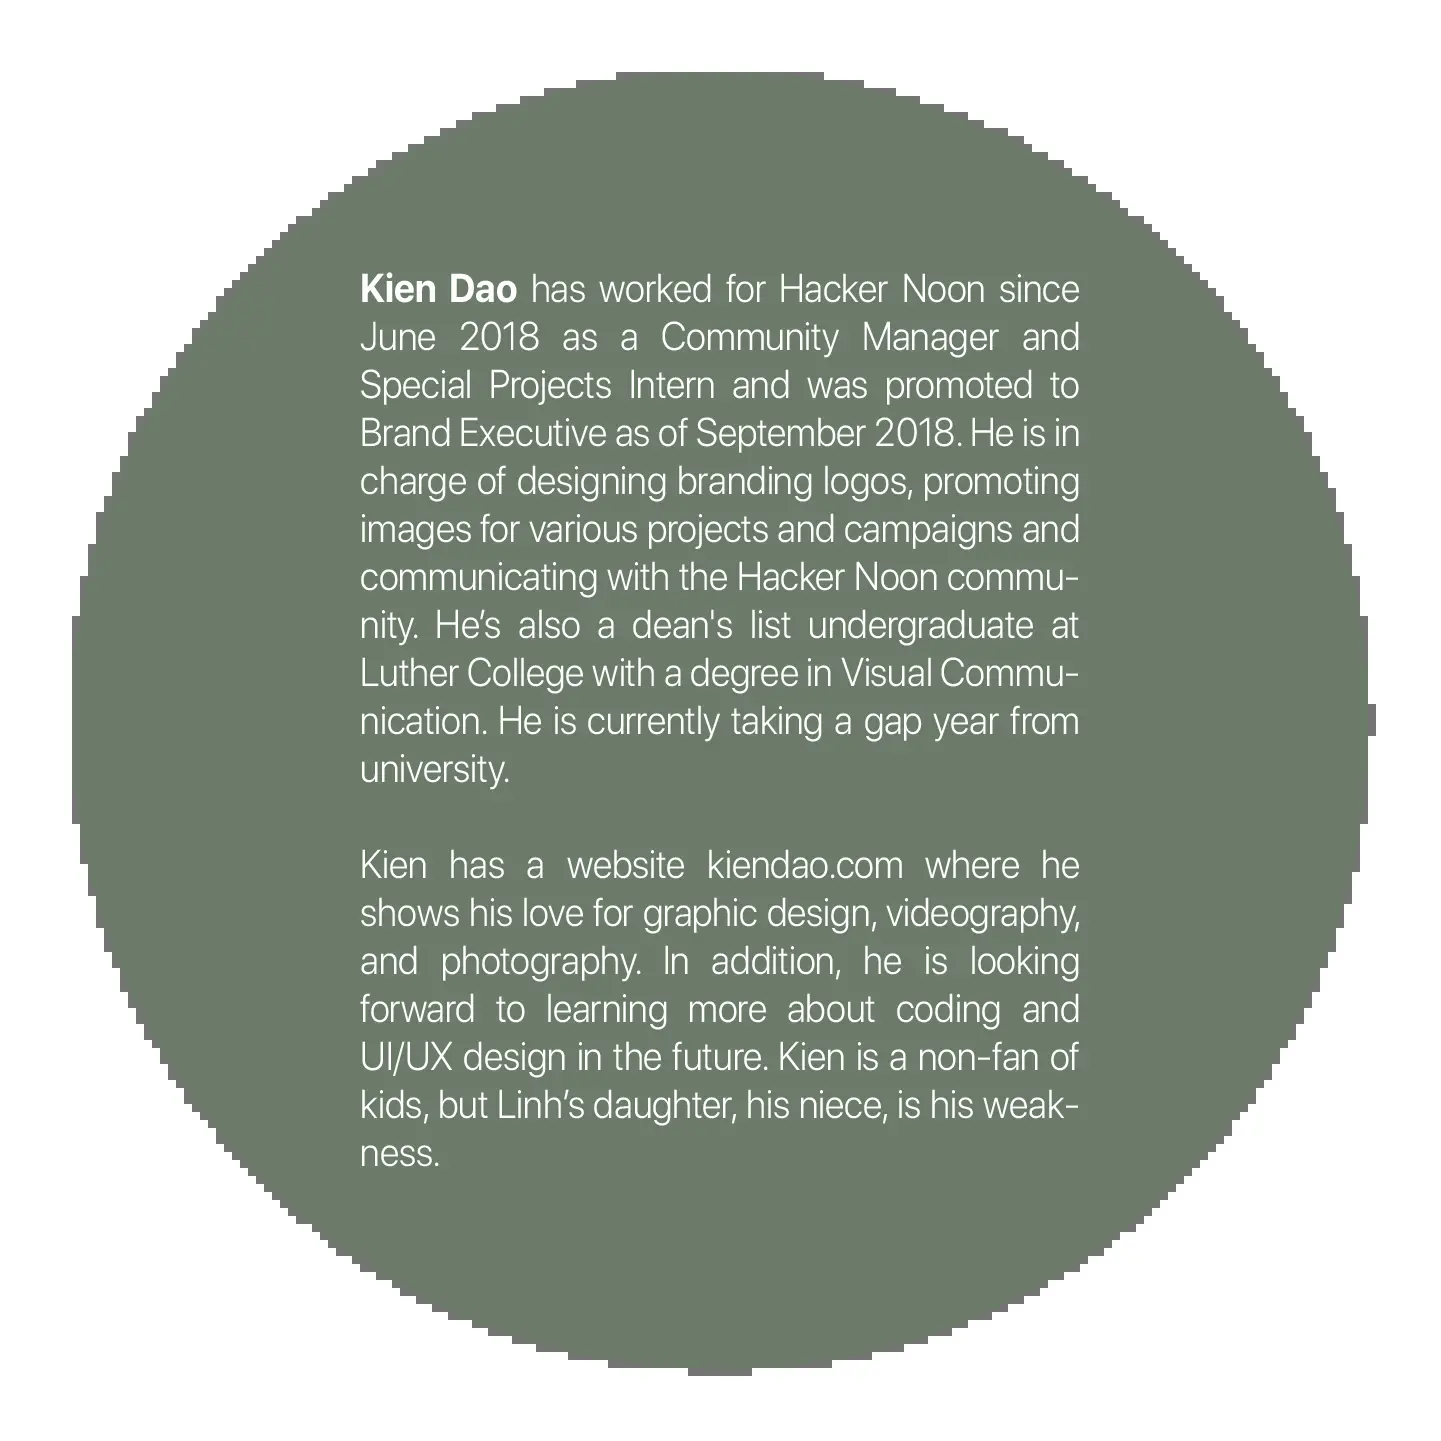 Kien Dao has worked for Hacker Noon since
June 2018 as a Community Manager and
Special Projects Intern and was promoted to
Brand Executive as of September 2018. He is in
charge of designing branding logos, promoting
images for various projects and campaigns and
communicating with the Hacker Noon commu-
nity. He’s also a dean's list undergraduate at
Luther College with a degree in Visual Commu-
nication. He is currently taking a gap year from
university.
Kien has a website kiendao.com where he
shows his love for graphic design, videography,
and photography. In addition, he is looking
forward to learning more about coding and
UI/UX design in the future. Kien is a non-fan of
kids, but Linh’s daughter, his niece, is his weak-
ness.